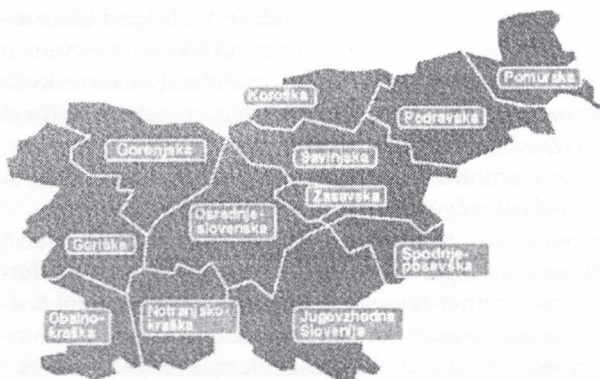 Pomurska
Koroška
Podravska
Gorenjska
Savinjska
Zasavska
Osrednje-
slovenska
Goriška
Spodnje-
posavska
Obalno-
kraška
Notranjsko-
kraška
Jugovzhodna
Slovenija